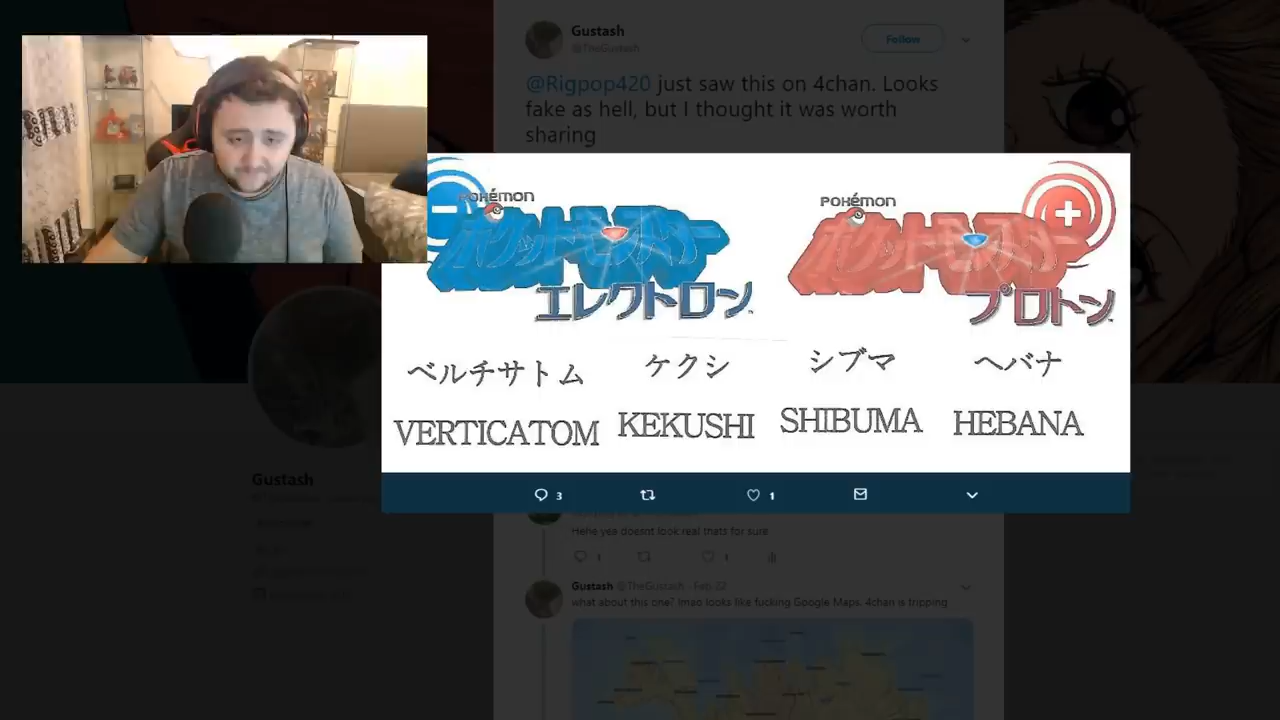 Gustash
@TheGustash
Follow
@Rigpop420 just saw this on 4chan. Looks
fake as hell, but I thought it was worth
sharing
POKéMON
ポケットモンスター
エレクトロン
POKéMON
ポケットモンスター
プロトン
ベルチサトム
ケクシ
シブマ
ヘバナ
VERTICATOM
KEKUSHI
SHIBUMA
HEBANA
3
1
Gustash
Hehe yea doesnt look real thats for sure
1
1
Gustash @TheGustash · Feb 22
what about this one? lmao looks like fucking Google Maps. 4chan is tripping